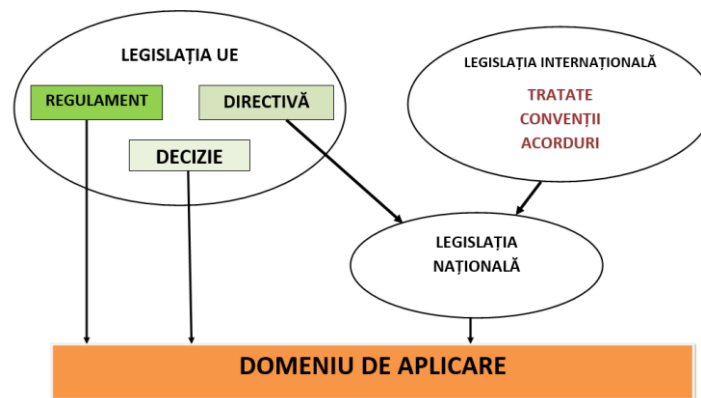 LEGISLAȚIA UE
REGULAMENT
DIRECTIVĂ
DECIZIE
LEGISLAȚIA INTERNAȚIONALĂ
TRATATE
CONVENȚII
ACORDURI
LEGISLAȚIA
NAȚIONALĂ
DOMENIU DE APLICARE